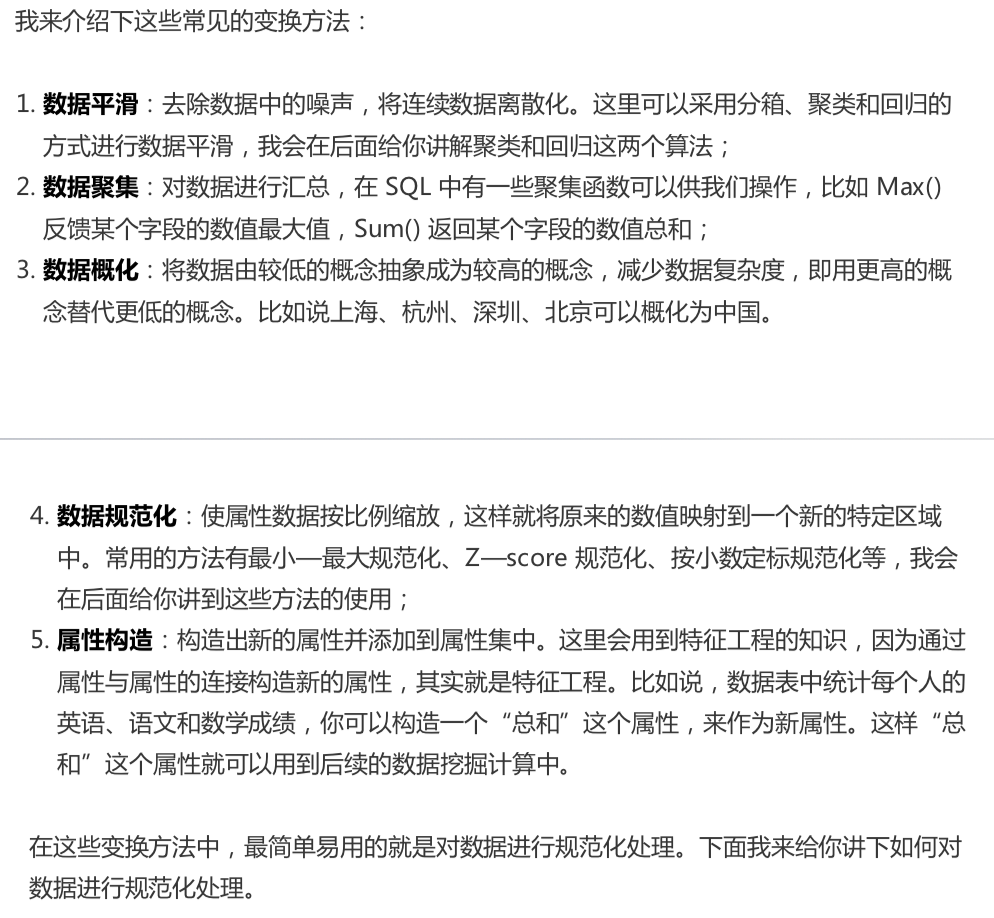 我来介绍下这些常见的变换方法：
1. 数据平滑：去除数据中的噪声，将连续数据离散化。这里可以采用分箱、聚类和回归的
方式进行数据平滑，我会在后面给你讲解聚类和回归这两个算法；
2. 数据聚集：对数据进行汇总，在 SQL 中有一些聚集函数可以供我们操作，比如 Max()
反馈某个字段的数值最大值，Sum() 返回某个字段的数值总和；
3. 数据概化：将数据由较低的概念抽象成为较高的概念，减少数据复杂度，即用更高的概
念替代更低的概念。比如说上海、杭州、深圳、北京可以概化为中国。
4. 数据规范化：使属性数据按比例缩放，这样就将原来的数值映射到一个新的特定区域
中。常用的方法有最小—最大规范化、Z—score 规范化、按小数定标规范化等，我会
在后面给你讲到这些方法的使用；
5. 属性构造：构造出新的属性并添加到属性集中。这里会用到特征工程的知识，因为通过
属性与属性的连接构造新的属性，其实就是特征工程。比如说，数据表中统计每个人的
英语、语文和数学成绩，你可以构造一个“总和”这个属性，来作为新属性。这样“总
和”这个属性就可以用到后续的数据挖掘计算中。
在这些变换方法中，最简单易用的就是对数据进行规范化处理。下面我来给你讲下如何对
数据进行规范化处理。